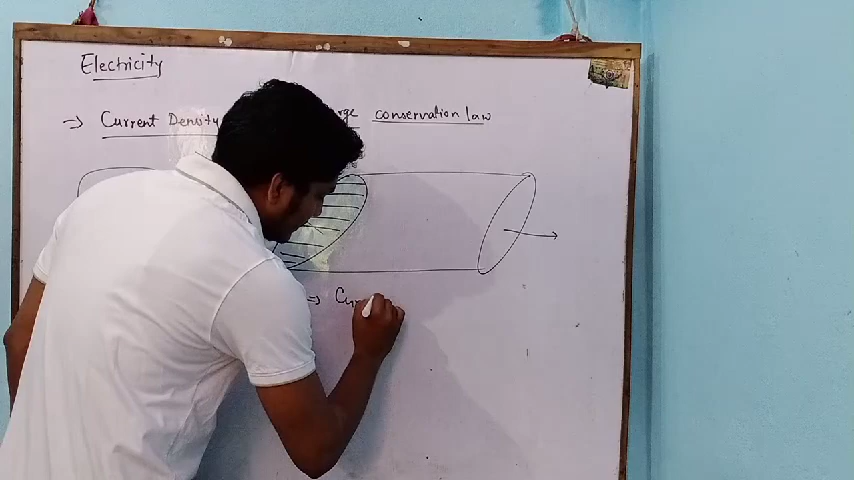 Electricity
→ Current Density conservation law
⇒